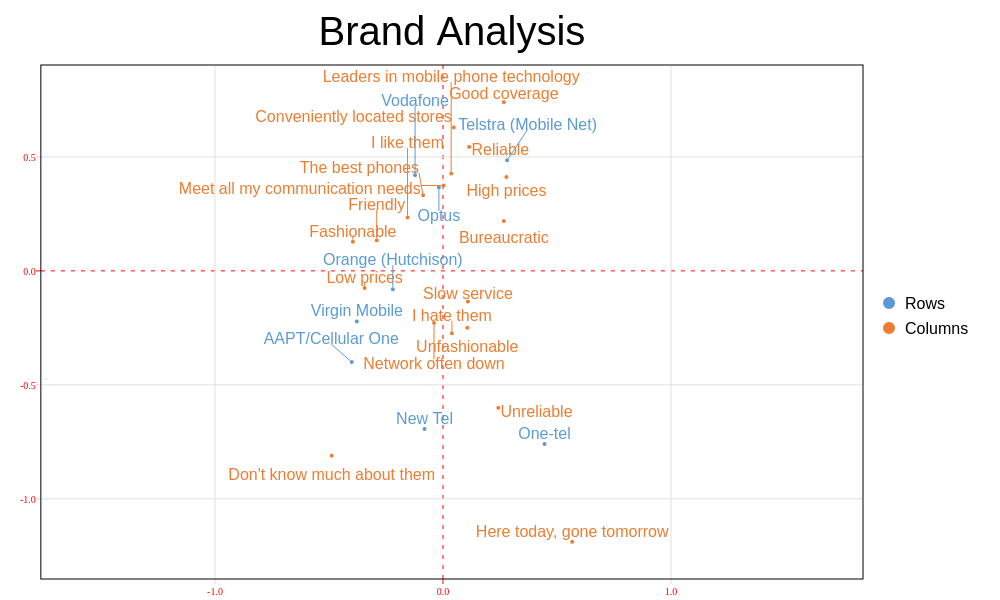 Brand Analysis
Leaders in mobile phone technology
Good coverage
Vodafone
Conveniently located stores
Telstra (Mobile Net)
I like them
Reliable
0.5
The best phones
Meet all my communication needs
High prices
Friendly
Optus
Fashionable
Bureaucratic
Orange (Hutchison)
0.0
Low prices
Slow service
Rows
Virgin Mobile
I hate them
Columns
AAPT/Cellular One
Unfashionable
Network often down
-0.5
Unreliable
New Tel
One-tel
Don't know much about them
-1.0
Here today, gone tomorrow
-1.0
0.0
1.0